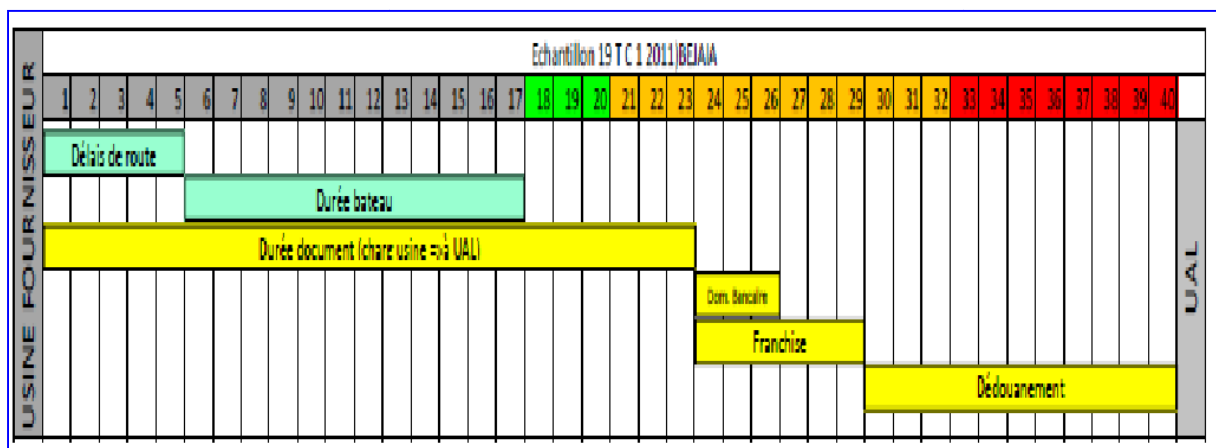 Echantillon 19 T C 1 2011)BEJAIA
USINE FOURNISSEUR
1 2 3 4 5 6 7 8 9 10 11 12 13 14 15 16 17 18 19 20 21 22 23 24 25 26 27 28 29 30 31 32 33 34 35 36 37 38 39 40
Délais de route
Durée bateau
Durée document (charg usine =>à UAL)
Dom. Bancaire
Franchise
Dédouanement
UAL